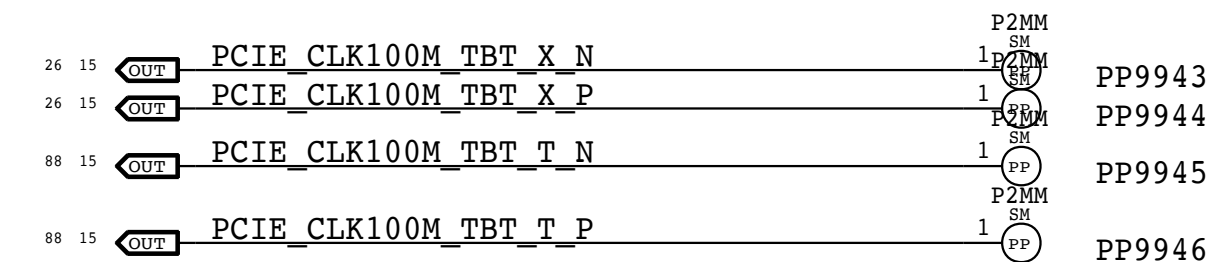 P2MM
SM
26 15 OUT PCIE_CLK100M_TBT_X_N 1 PP PP9943
P2MM
SM
26 15 OUT PCIE_CLK100M_TBT_X_P 1 PP PP9944
P2MM
SM
88 15 OUT PCIE_CLK100M_TBT_T_N 1 PP PP9945
P2MM
SM
88 15 OUT PCIE_CLK100M_TBT_T_P 1 PP PP9946